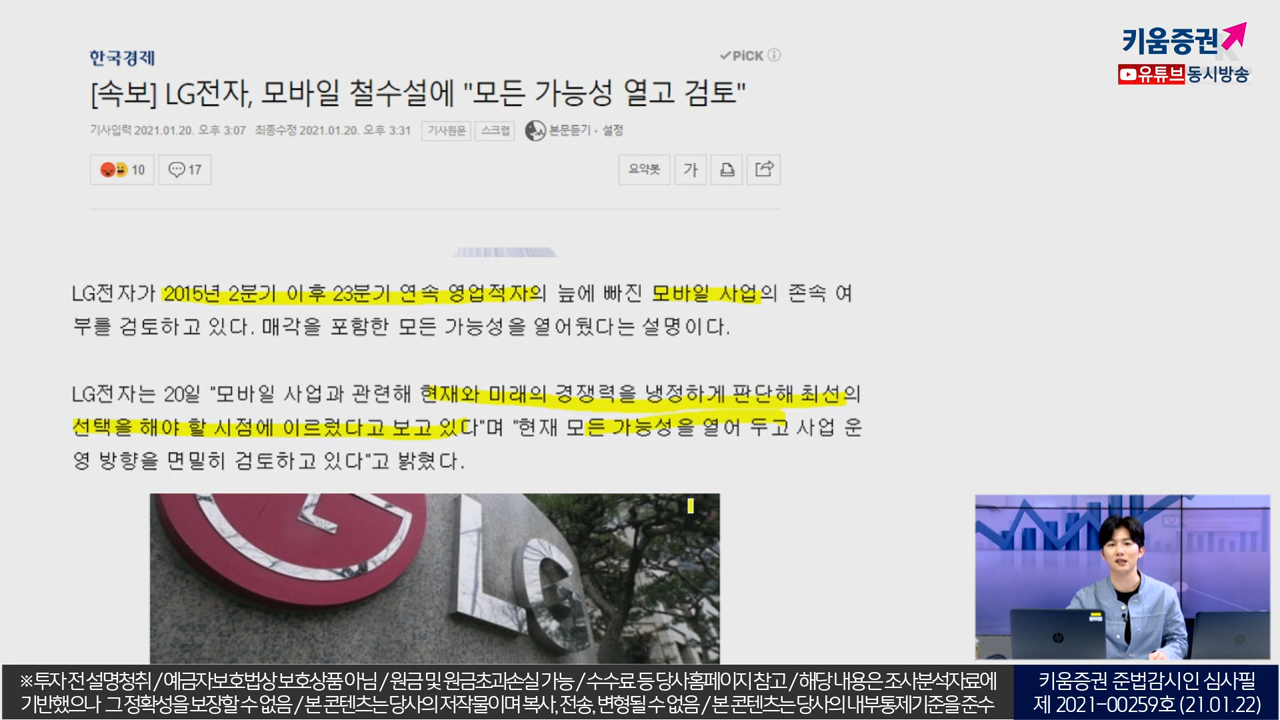 키움증권
유튜브 동시방송
한국경제
PiCK
[속보] LG전자, 모바일 철수설에 "모든 가능성 열고 검토"
기사입력 2021.01.20. 오후 3:07 최종수정 2021.01.20. 오후 3:31 기사원문 스크랩 본문듣기 · 설정
10 17 요약봇 가
LG전자가 2015년 2분기 이후 23분기 연속 영업적자의 늪에 빠진 모바일 사업의 존속 여
부를 검토하고 있다. 매각을 포함한 모든 가능성을 열어뒀다는 설명이다.
LG전자는 20일 "모바일 사업과 관련해 현재와 미래의 경쟁력을 냉정하게 판단해 최선의
선택을 해야 할 시점에 이르렀다고 보고 있다"며 "현재 모든 가능성을 열어 두고 사업 운
영 방향을 면밀히 검토하고 있다"고 밝혔다.
LG
※ 투자 전 설명청취 / 예금자보호법상 보호상품 아님 / 원금 및 원금초과손실 가능 / 수수료 등 당사홈페이지 참고 / 해당 내용은 조사분석자료에
기반했으나 그 정확성을 보장할 수 없음 / 본 콘텐츠는 당사의 저작물이며 복사, 전송, 변형될 수 없음 / 본 콘텐츠는 당사의 내부통제기준을 준수
키움증권 준법감시인 심사필
제 2021-00259호 (21.01.22)